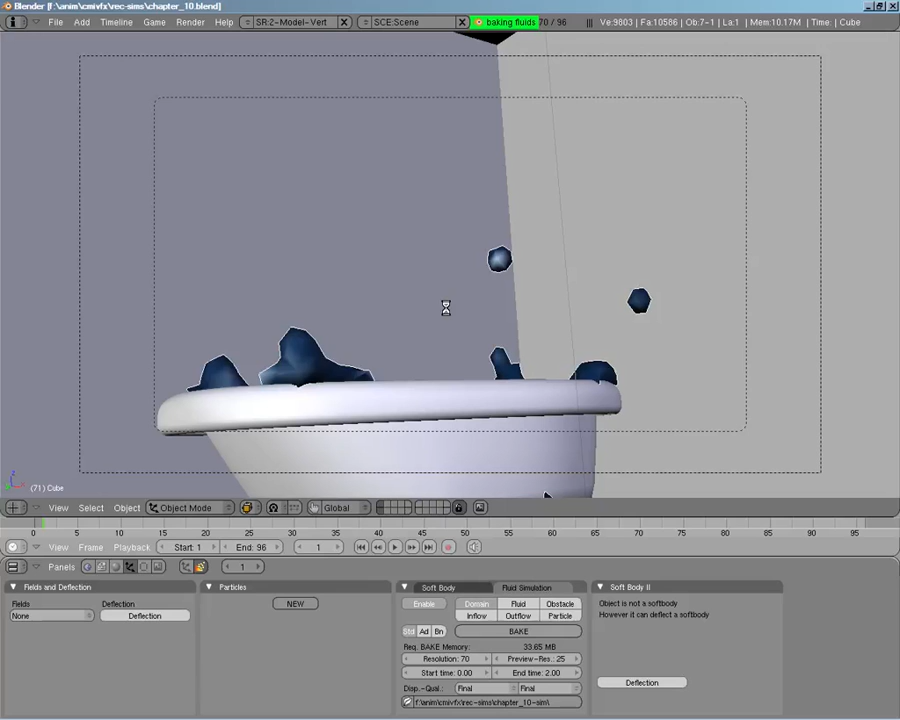 Blender [f:\anim\cmivfx\rec-sims\chapter_10.blend]
File Add Timeline Game Render Help SR:2-Model-Vert X SCE:Scene X baking fluids 70 / 96 Ve:9803 | Fa:10586 | Ob:7-1 | La:1 | Mem:10.17M | Time: | Cube
(71) Cube
View Select Object Object Mode Global
0 5 10 15 20 25 30 35 40 45 50 55 60 65 70 75 80 85 90 95
View Frame Playback Start: 1 End: 96 1
Panels 1
Fields and Deflection Particles Soft Body Fluid Simulation Soft Body II
Fields Deflection NEW Enable Domain Fluid Obstacle Object is not a softbody
None Deflection Inflow Outflow Particle However it can deflect a softbody
Std Ad Bn BAKE
Req. BAKE Memory: 33.65 MB
Resolution: 70 Preview-Res.: 25
Start time: 0.00 End time: 2.00
Deflection
Disp.-Qual.: Final Final
f:\anim\cmivfx\rec-sims\chapter_10-sim\